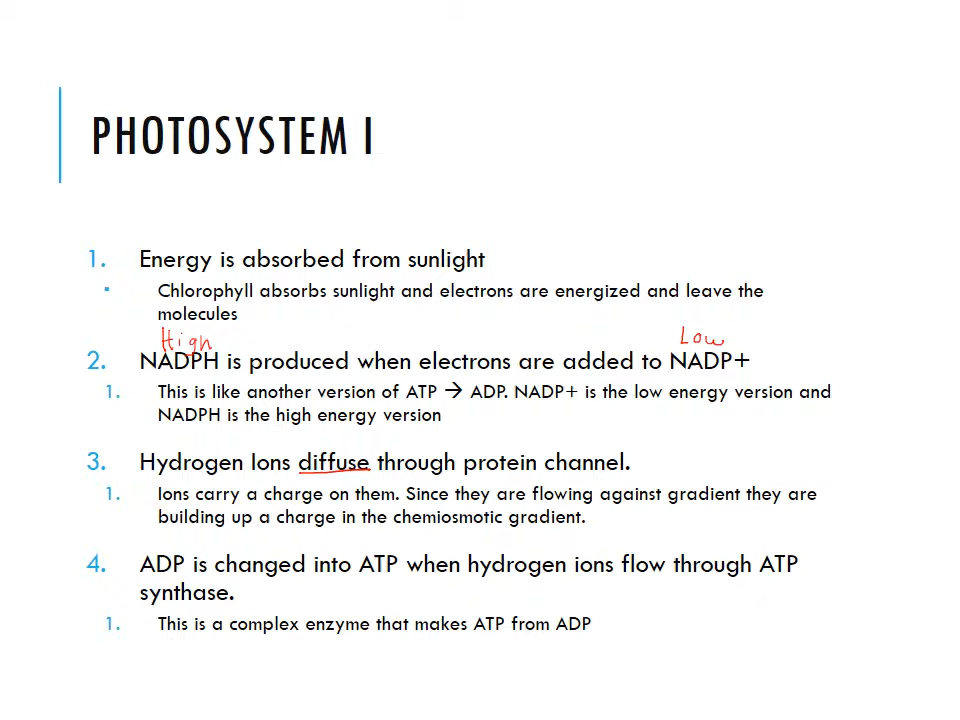 PHOTOSYSTEM I
1. Energy is absorbed from sunlight
▪ Chlorophyll absorbs sunlight and electrons are energized and leave the
molecules
High Low
2. NADPH is produced when electrons are added to NADP+
1. This is like another version of ATP → ADP. NADP+ is the low energy version and
NADPH is the high energy version
3. Hydrogen Ions diffuse through protein channel.
1. Ions carry a charge on them. Since they are flowing against gradient they are
building up a charge in the chemiosmotic gradient.
4. ADP is changed into ATP when hydrogen ions flow through ATP
synthase.
1. This is a complex enzyme that makes ATP from ADP